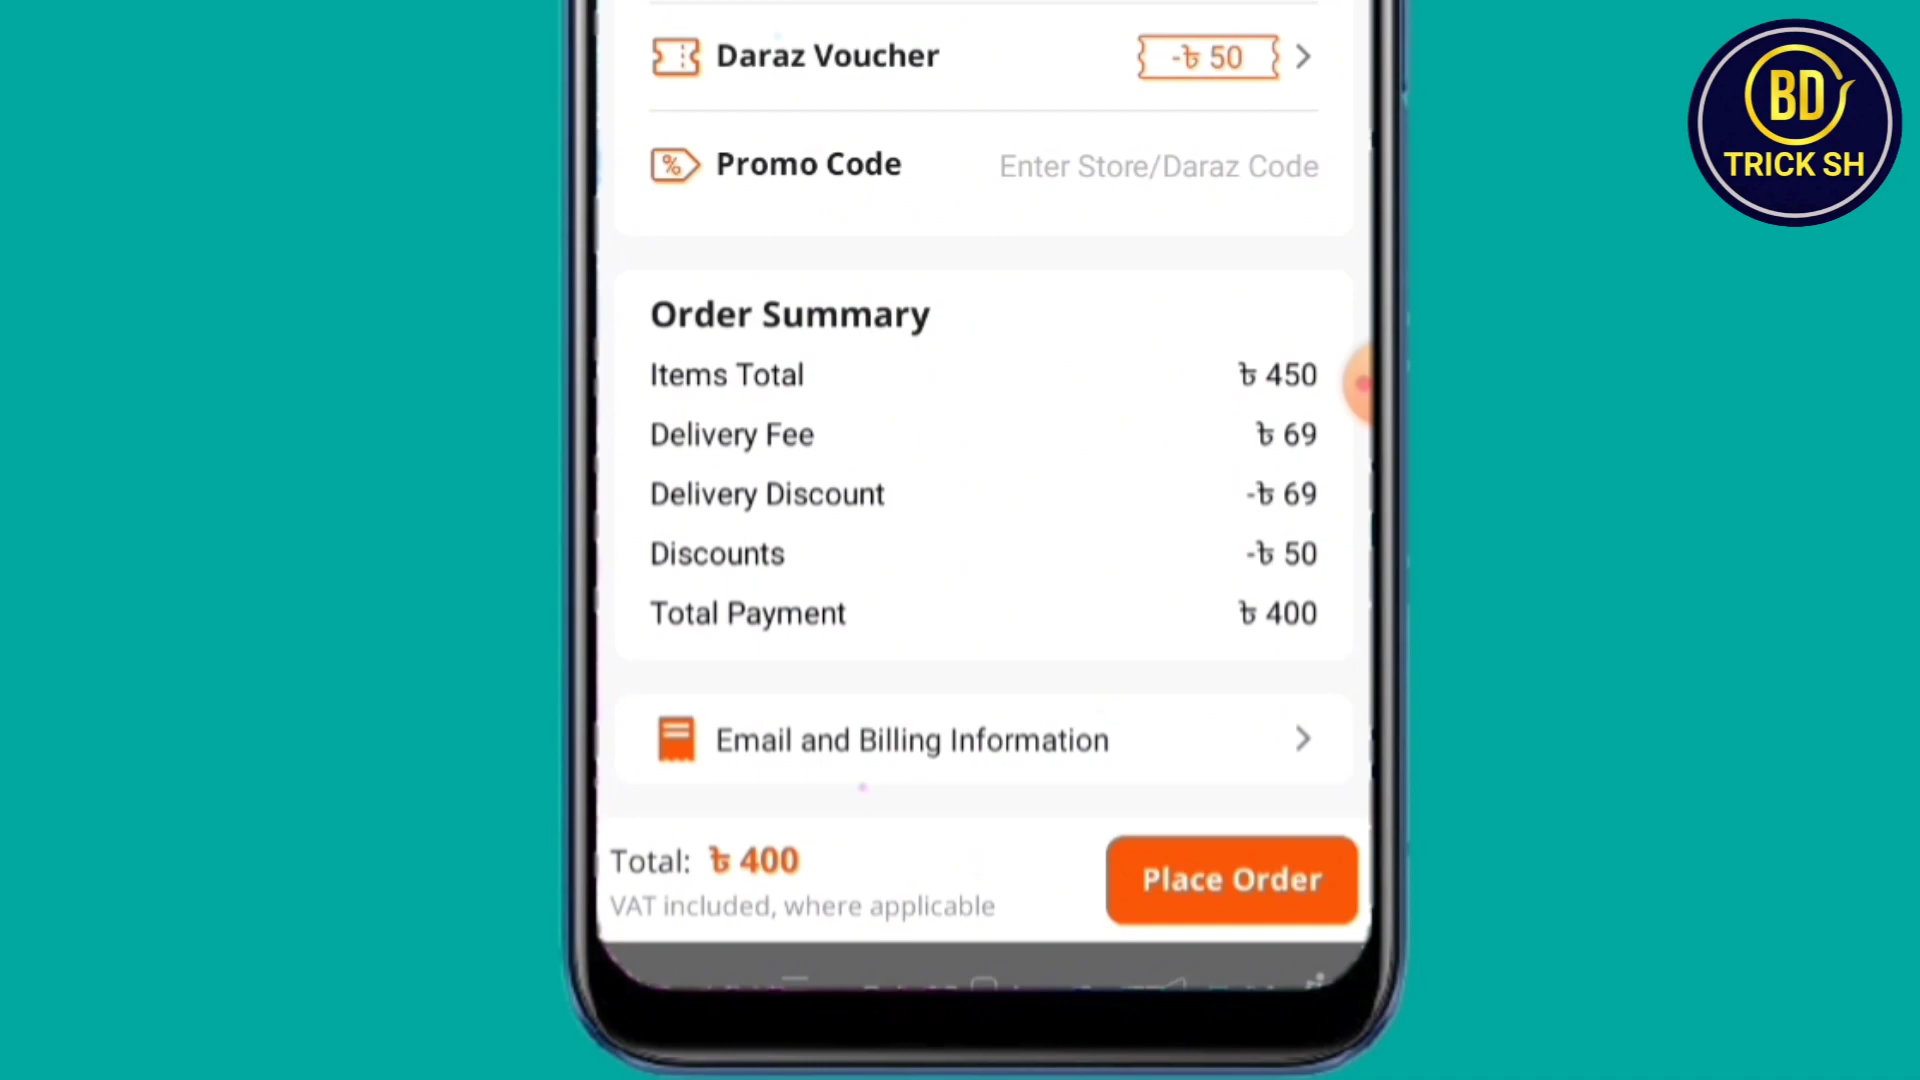 Daraz Voucher -৳ 50
Promo Code Enter Store/Daraz Code
Order Summary
Items Total ৳ 450
Delivery Fee ৳ 69
Delivery Discount -৳ 69
Discounts -৳ 50
Total Payment ৳ 400
Email and Billing Information
Total: ৳ 400
VAT included, where applicable
Place Order
BD
TRICK SH